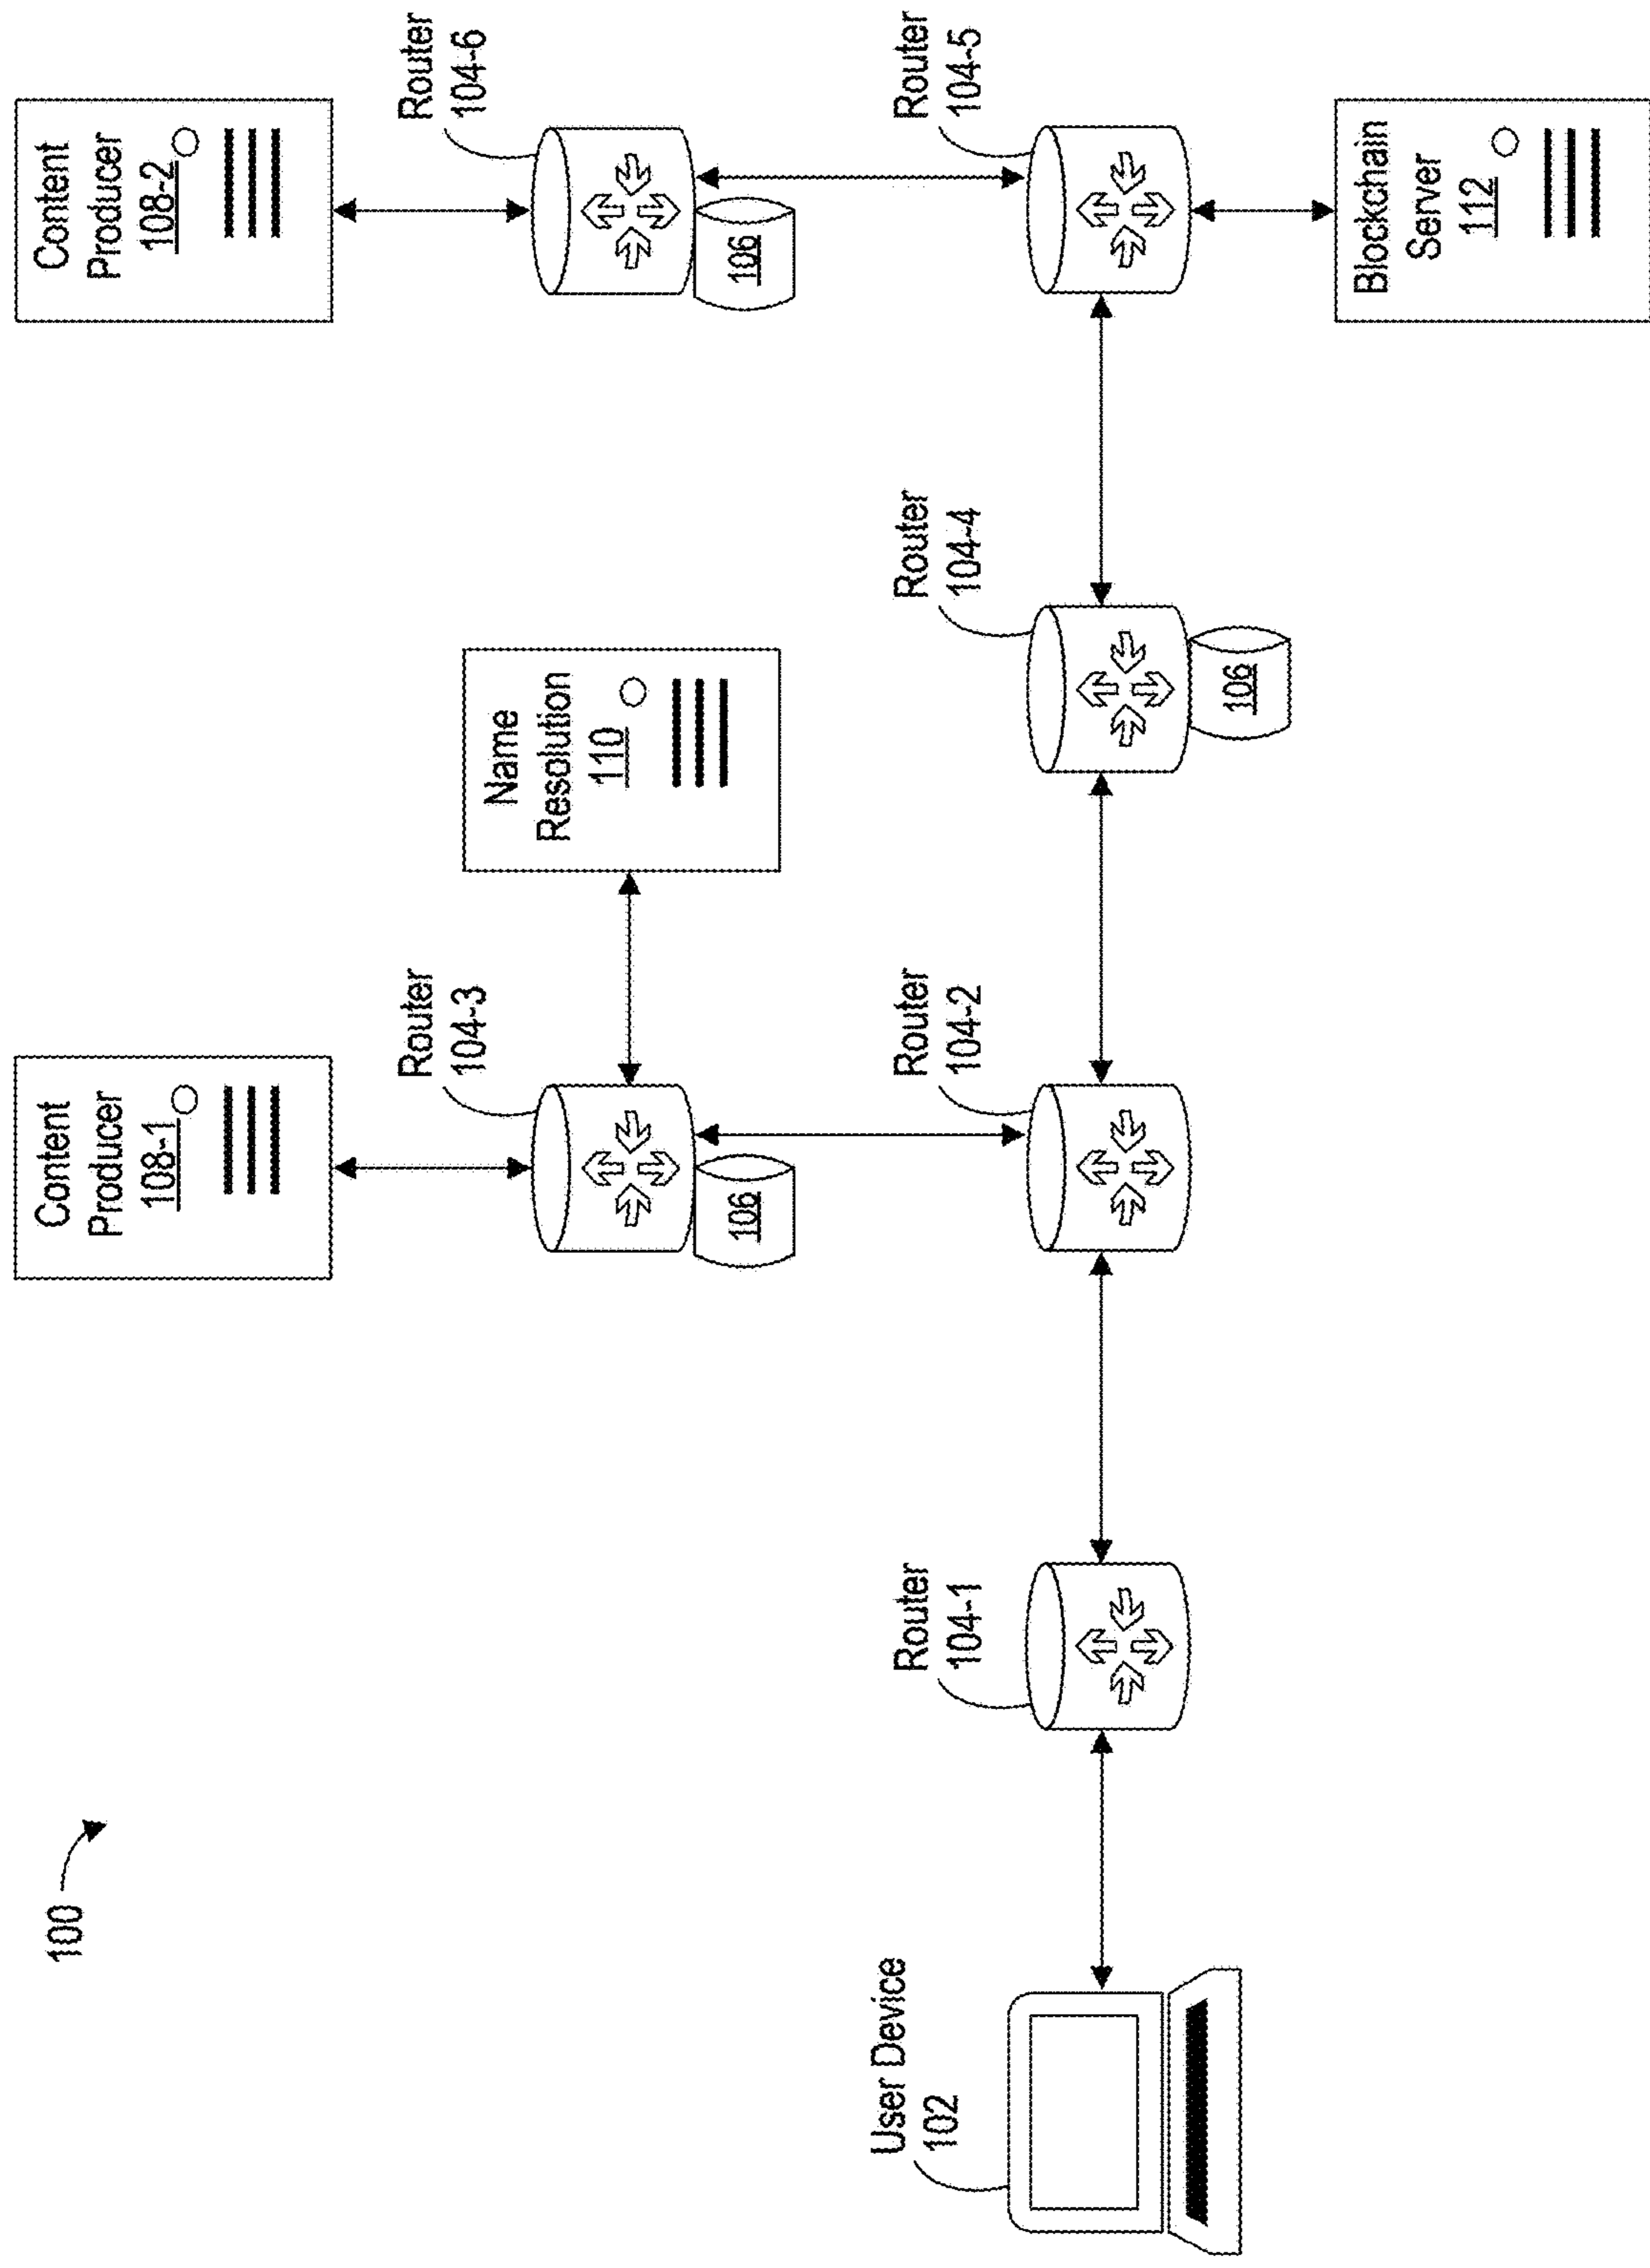 100
Content
Producer
108-1
Content
Producer
108-2
Router
104-3
Name
Resolution
110
Router
104-6
106
106
User Device
102
Router
104-1
Router
104-2
Router
104-4
Router
104-5
106
Blockchain
Server
112